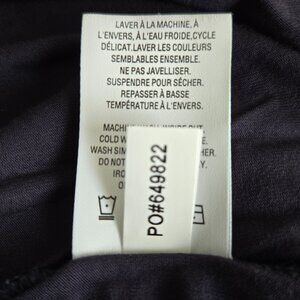 LAVER À LA MACHINE, À
L'ENVERS, À L'EAU FROIDE,CYCLE
DÉLICAT.LAVER LES COULEURS
SEMBLABLES ENSEMBLE.
NE PAS JAVELLISER.
SUSPENDRE POUR SÉCHER.
REPASSER À BASSE
TEMPÉRATURE À L'ENVERS.
COLD W
WASH SIM
DO NOT
PO#649822